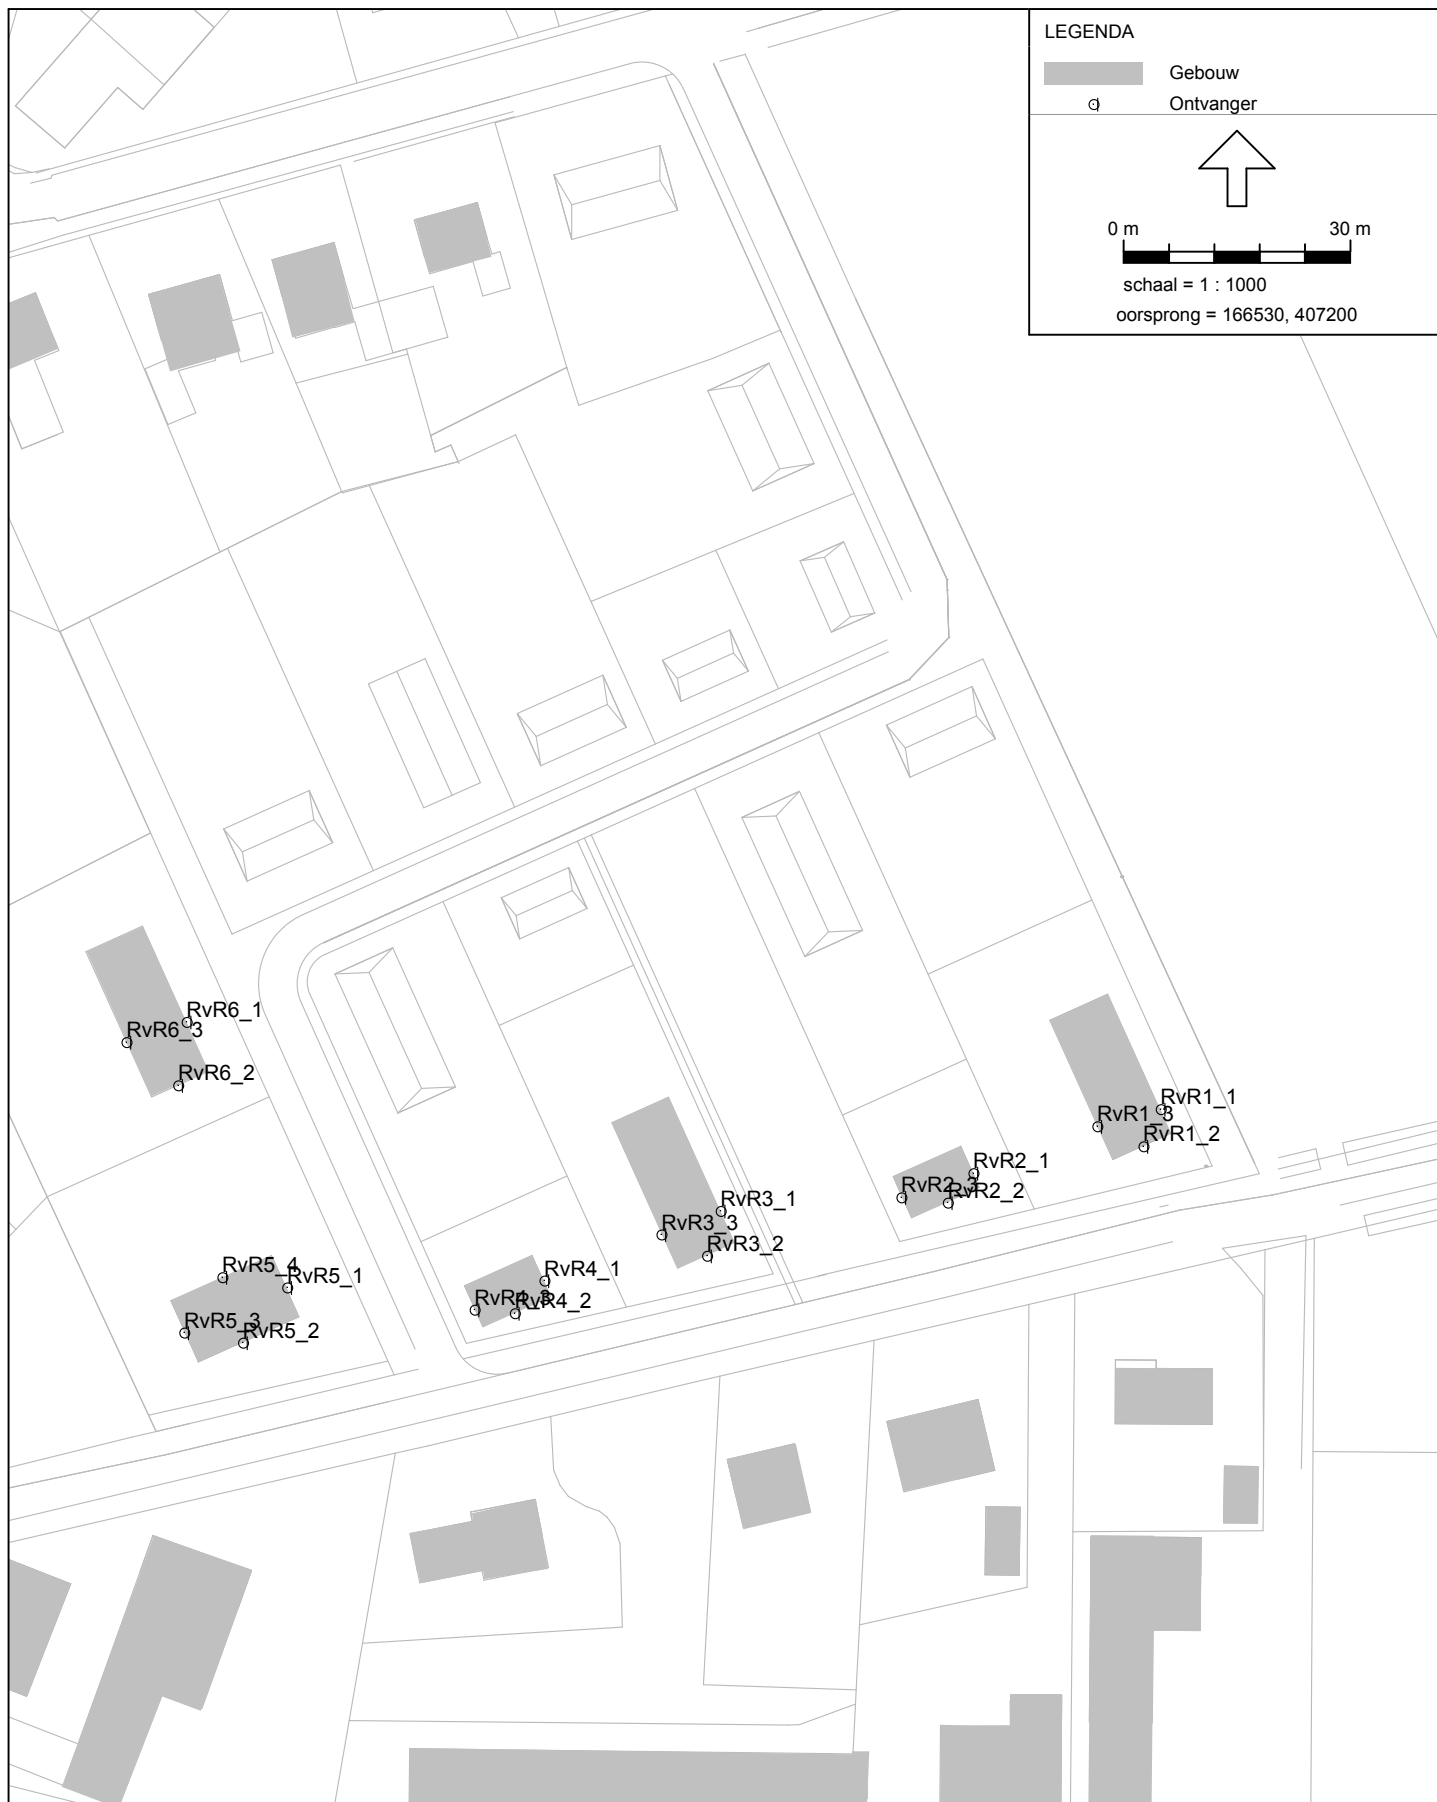 LEGENDA
Gebouw
Ontvanger
0 m 30 m
schaal = 1 : 1000
oorsprong = 166530, 407200
RvR6_1
RvR6_3
RvR6_2
RvR1_1
RvR1_3
RvR1_2
RvR2_1
RvR2_3
RvR2_2
RvR3_1
RvR3_3
RvR3_2
RvR4_1
RvR4_3
RvR4_2
RvR5_4
RvR5_1
RvR5_3
RvR5_2